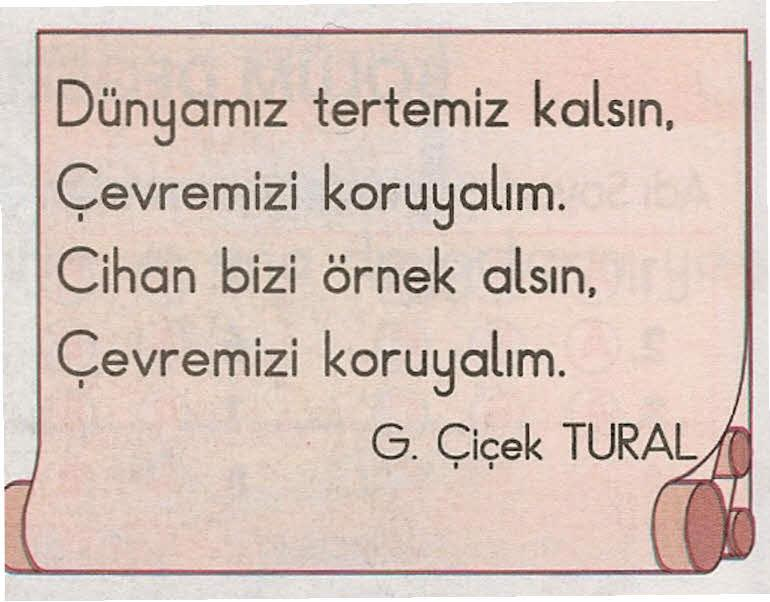 Dünyamız tertemiz kalsın,
Çevremizi koruyalım.
Cihan bizi örnek alsın,
Çevremizi koruyalım.
G. Çiçek TURAL